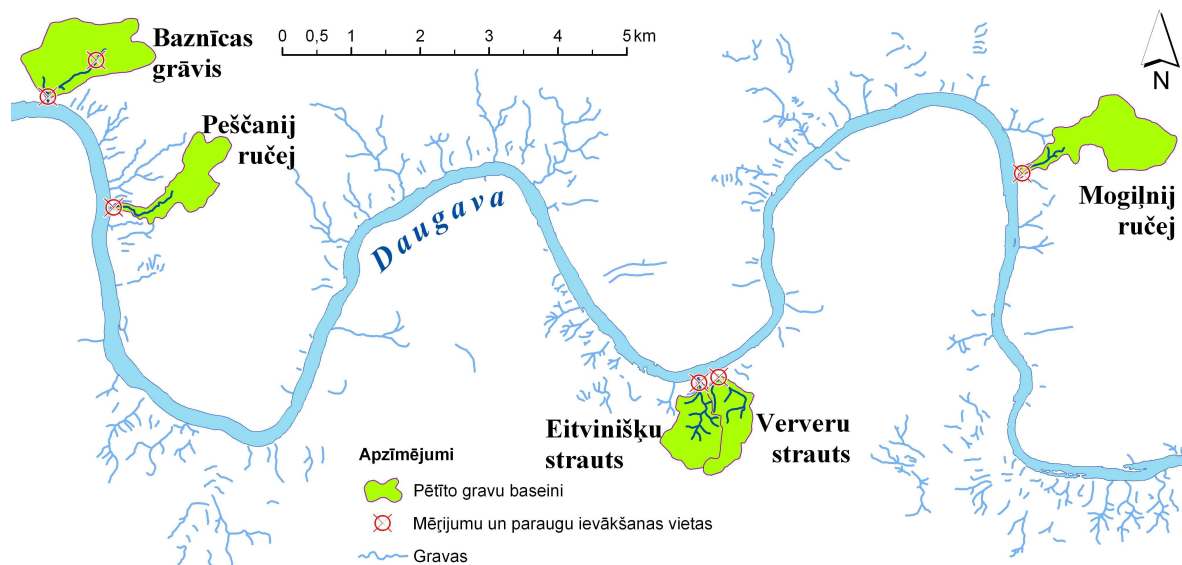 Baznīcas
grāvis
0 0,5 1 2 3 4 5 km
N
Peščanij
ručej
Daugava
Mogiļnij
ručej
Eitvinišķu
strauts
Ververu
strauts
Apzīmējumi
Pētīto gravu baseini
Mērījumu un paraugu ievākšanas vietas
Gravas